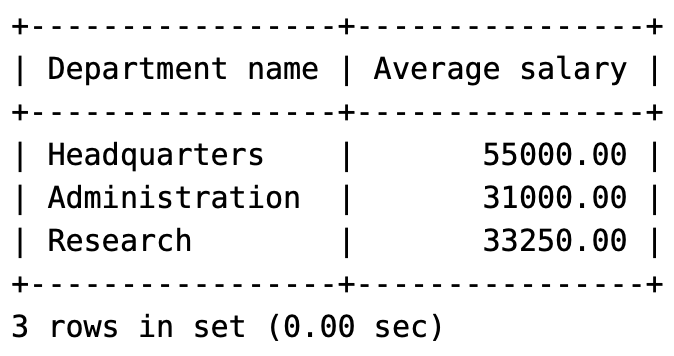 +-----------------+----------------+
| Department name | Average salary |
+-----------------+----------------+
| Headquarters    |       55000.00 |
| Administration  |       31000.00 |
| Research        |       33250.00 |
+-----------------+----------------+
3 rows in set (0.00 sec)